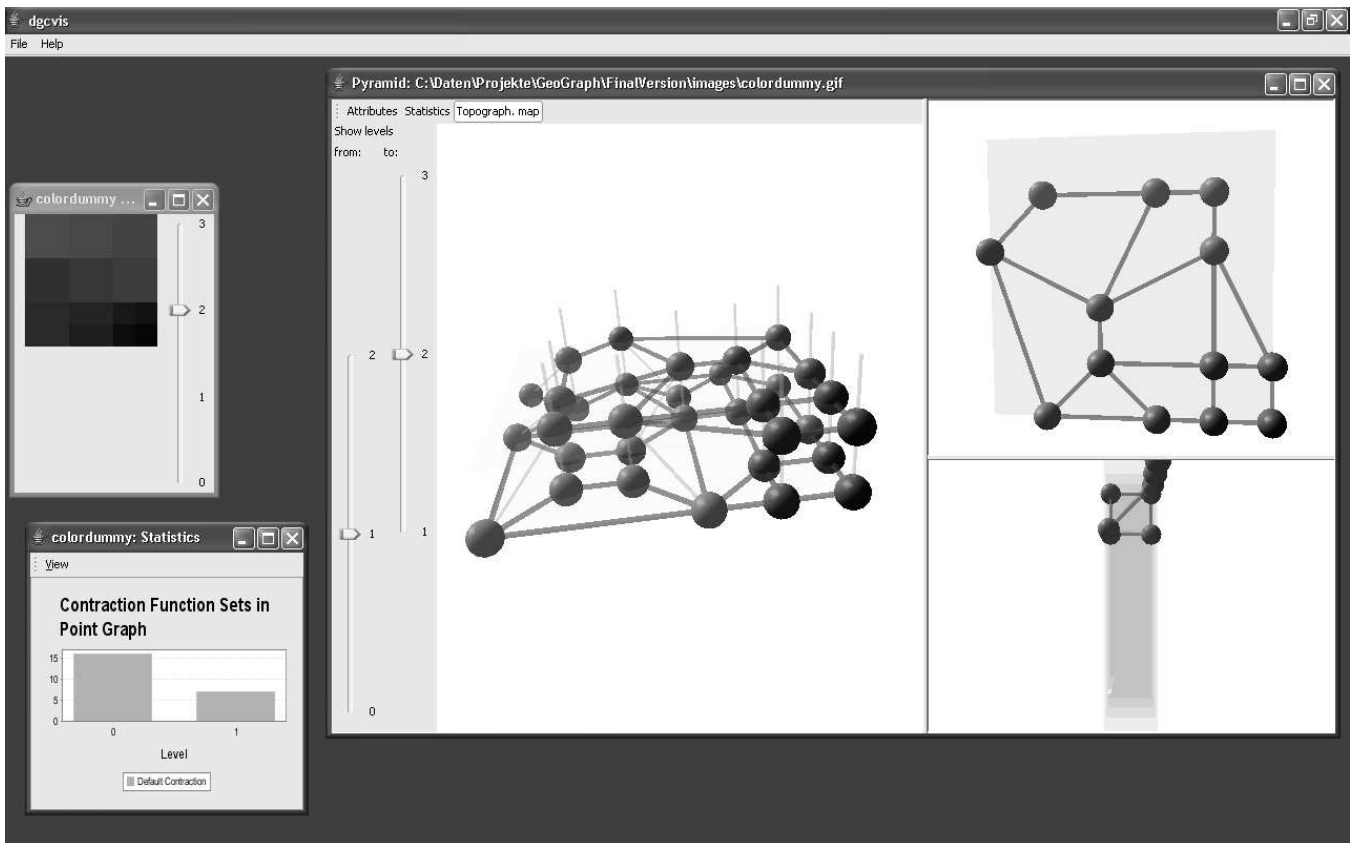 dgcvis
File Help
Pyramid: C:\Daten\Projekte\GeoGraph\FinalVersion\images\colordummy.gif
Attributes Statistics Topograph. map
Show levels
from: to:
3
2 2
1 1
0
colordummy ...
3
2
1
0
colordummy: Statistics
View
Contraction Function Sets in
Point Graph
15
10
5
0
0 1
Level
Default Contraction